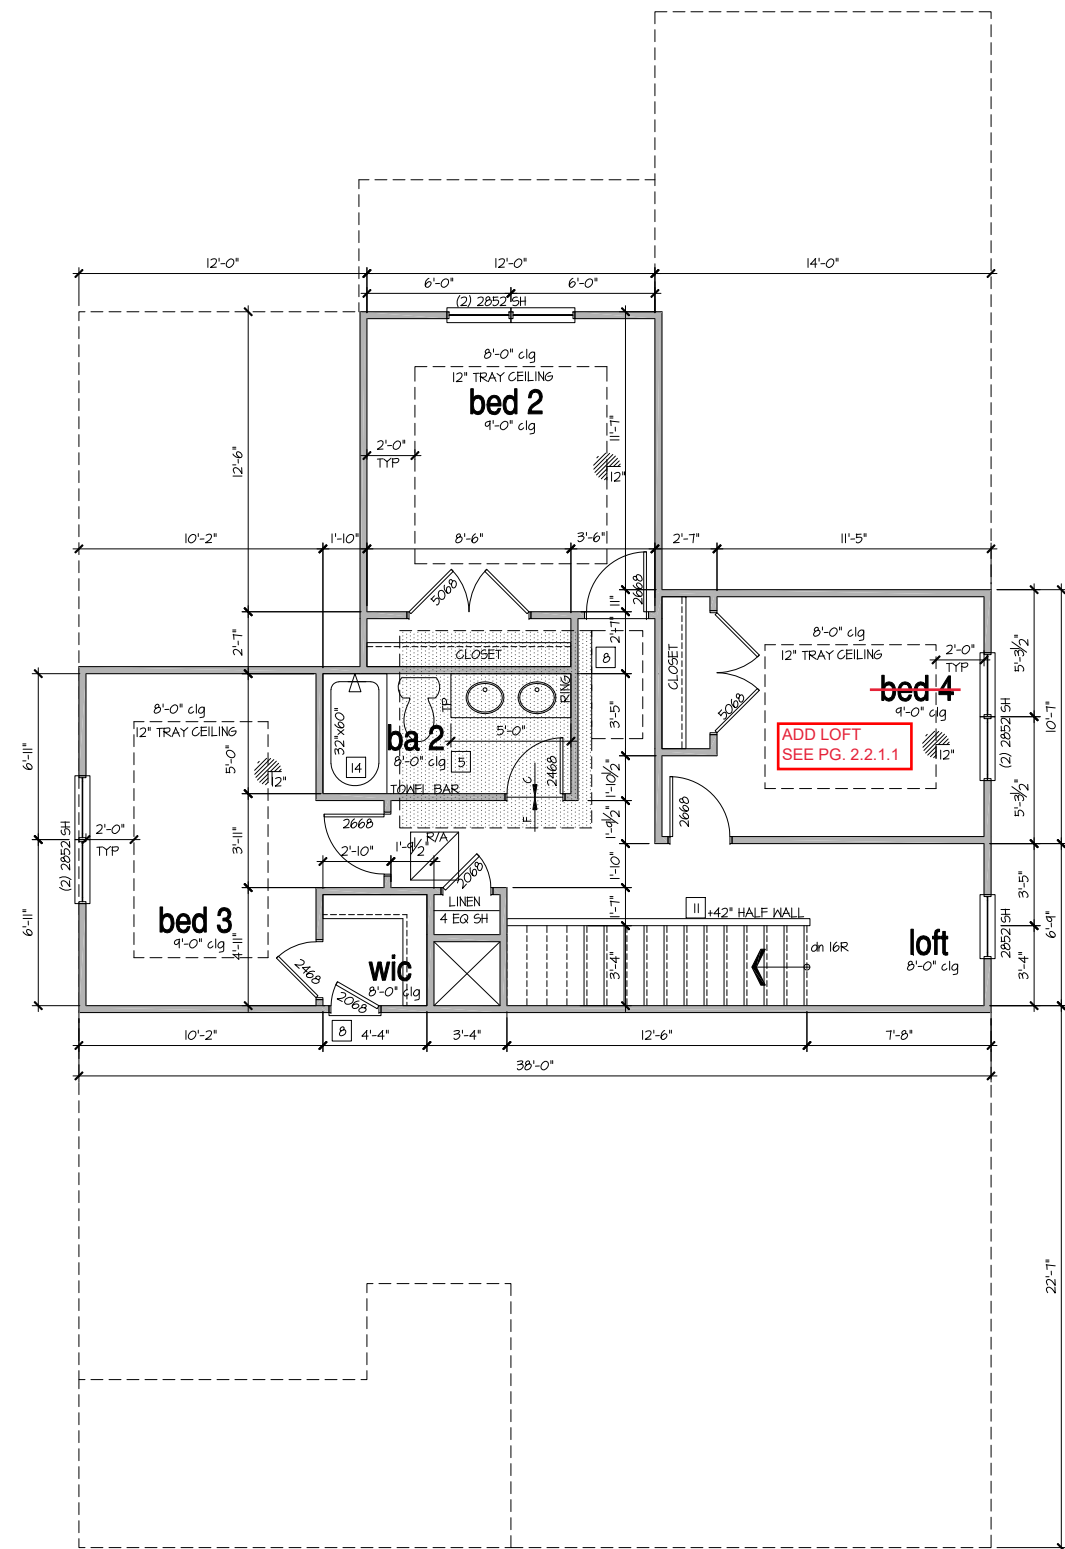 12'-0"
12'-0"
14'-0"
6'-0"
6'-0"
(2) 2852 SH
8'-0" clg
12" TRAY CEILING
bed 2
9'-0" clg
2'-0"
TYP
11'-7"
12'-6"
12"
10'-2"
1'-10"
8'-6"
3'-6"
2'-7"
11'-5"
5068
2668
11"
2'-7"
2'-7"
CLOSET
8
CLOSET
8'-0" clg
12" TRAY CEILING
2'-0"
TYP
bed 4
9'-0" clg
5068
ADD LOFT
SEE PG. 2.2.1.1
12"
5'-3 1/2"
(2) 2852 SH
10'-7"
5'-3 1/2"
8'-0" clg
12" TRAY CEILING
6'-11"
5'-0"
12"
32"x60"
14
TP
RING
ba 2
8'-0" clg
5'-0"
5
2468
TOWEL BAR
C
F
3'-5"
1'-10 1/2"
1'-9 1/2"
2668
2'-0"
TYP
(2) 2852 SH
3'-11"
2668
R/A
2'-10"
1'-9 1/2"
2068
1'-10"
6'-11"
bed 3
9'-0" clg
4'-11"
LINEN
4 EQ SH
1'-7"
11
+42" HALF WALL
dn 16R
loft
8'-0" clg
2852 SH
3'-5"
6'-9"
3'-4"
2468
wic
8'-0" clg
2068
3'-4"
8
10'-2"
4'-4"
3'-4"
12'-6"
7'-8"
38'-0"
22'-7"